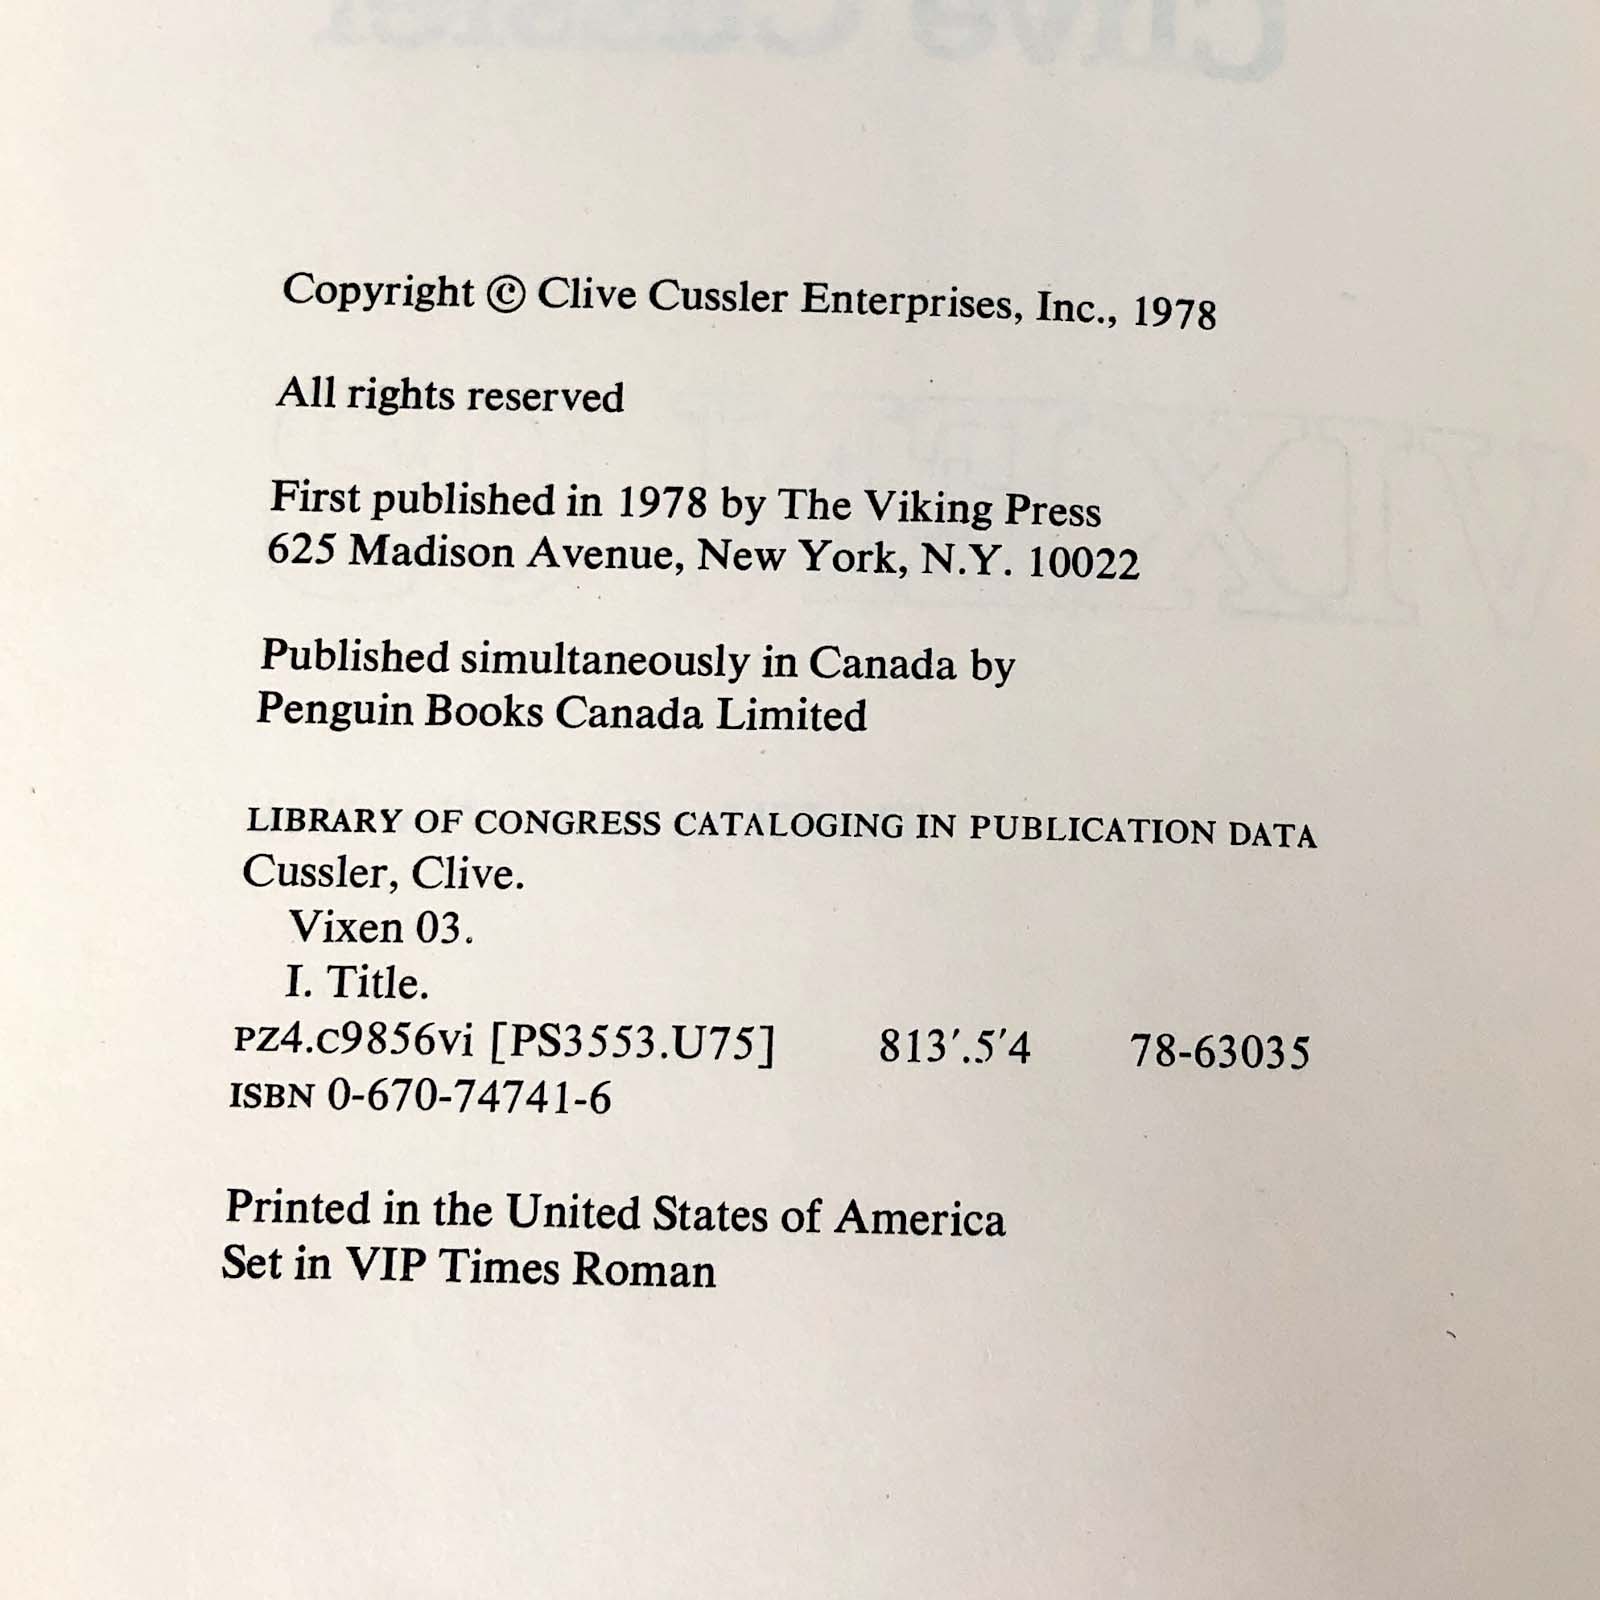 Clive Cussler
Copyright © Clive Cussler Enterprises, Inc., 1978
All rights reserved
First published in 1978 by The Viking Press
625 Madison Avenue, New York, N.Y. 10022
Published simultaneously in Canada by
Penguin Books Canada Limited
LIBRARY OF CONGRESS CATALOGING IN PUBLICATION DATA
Cussler, Clive.
Vixen 03.
I. Title.
PZ4.C9856Vi [PS3553.U75] 813'.5'4 78-63035
ISBN 0-670-74741-6
Printed in the United States of America
Set in VIP Times Roman